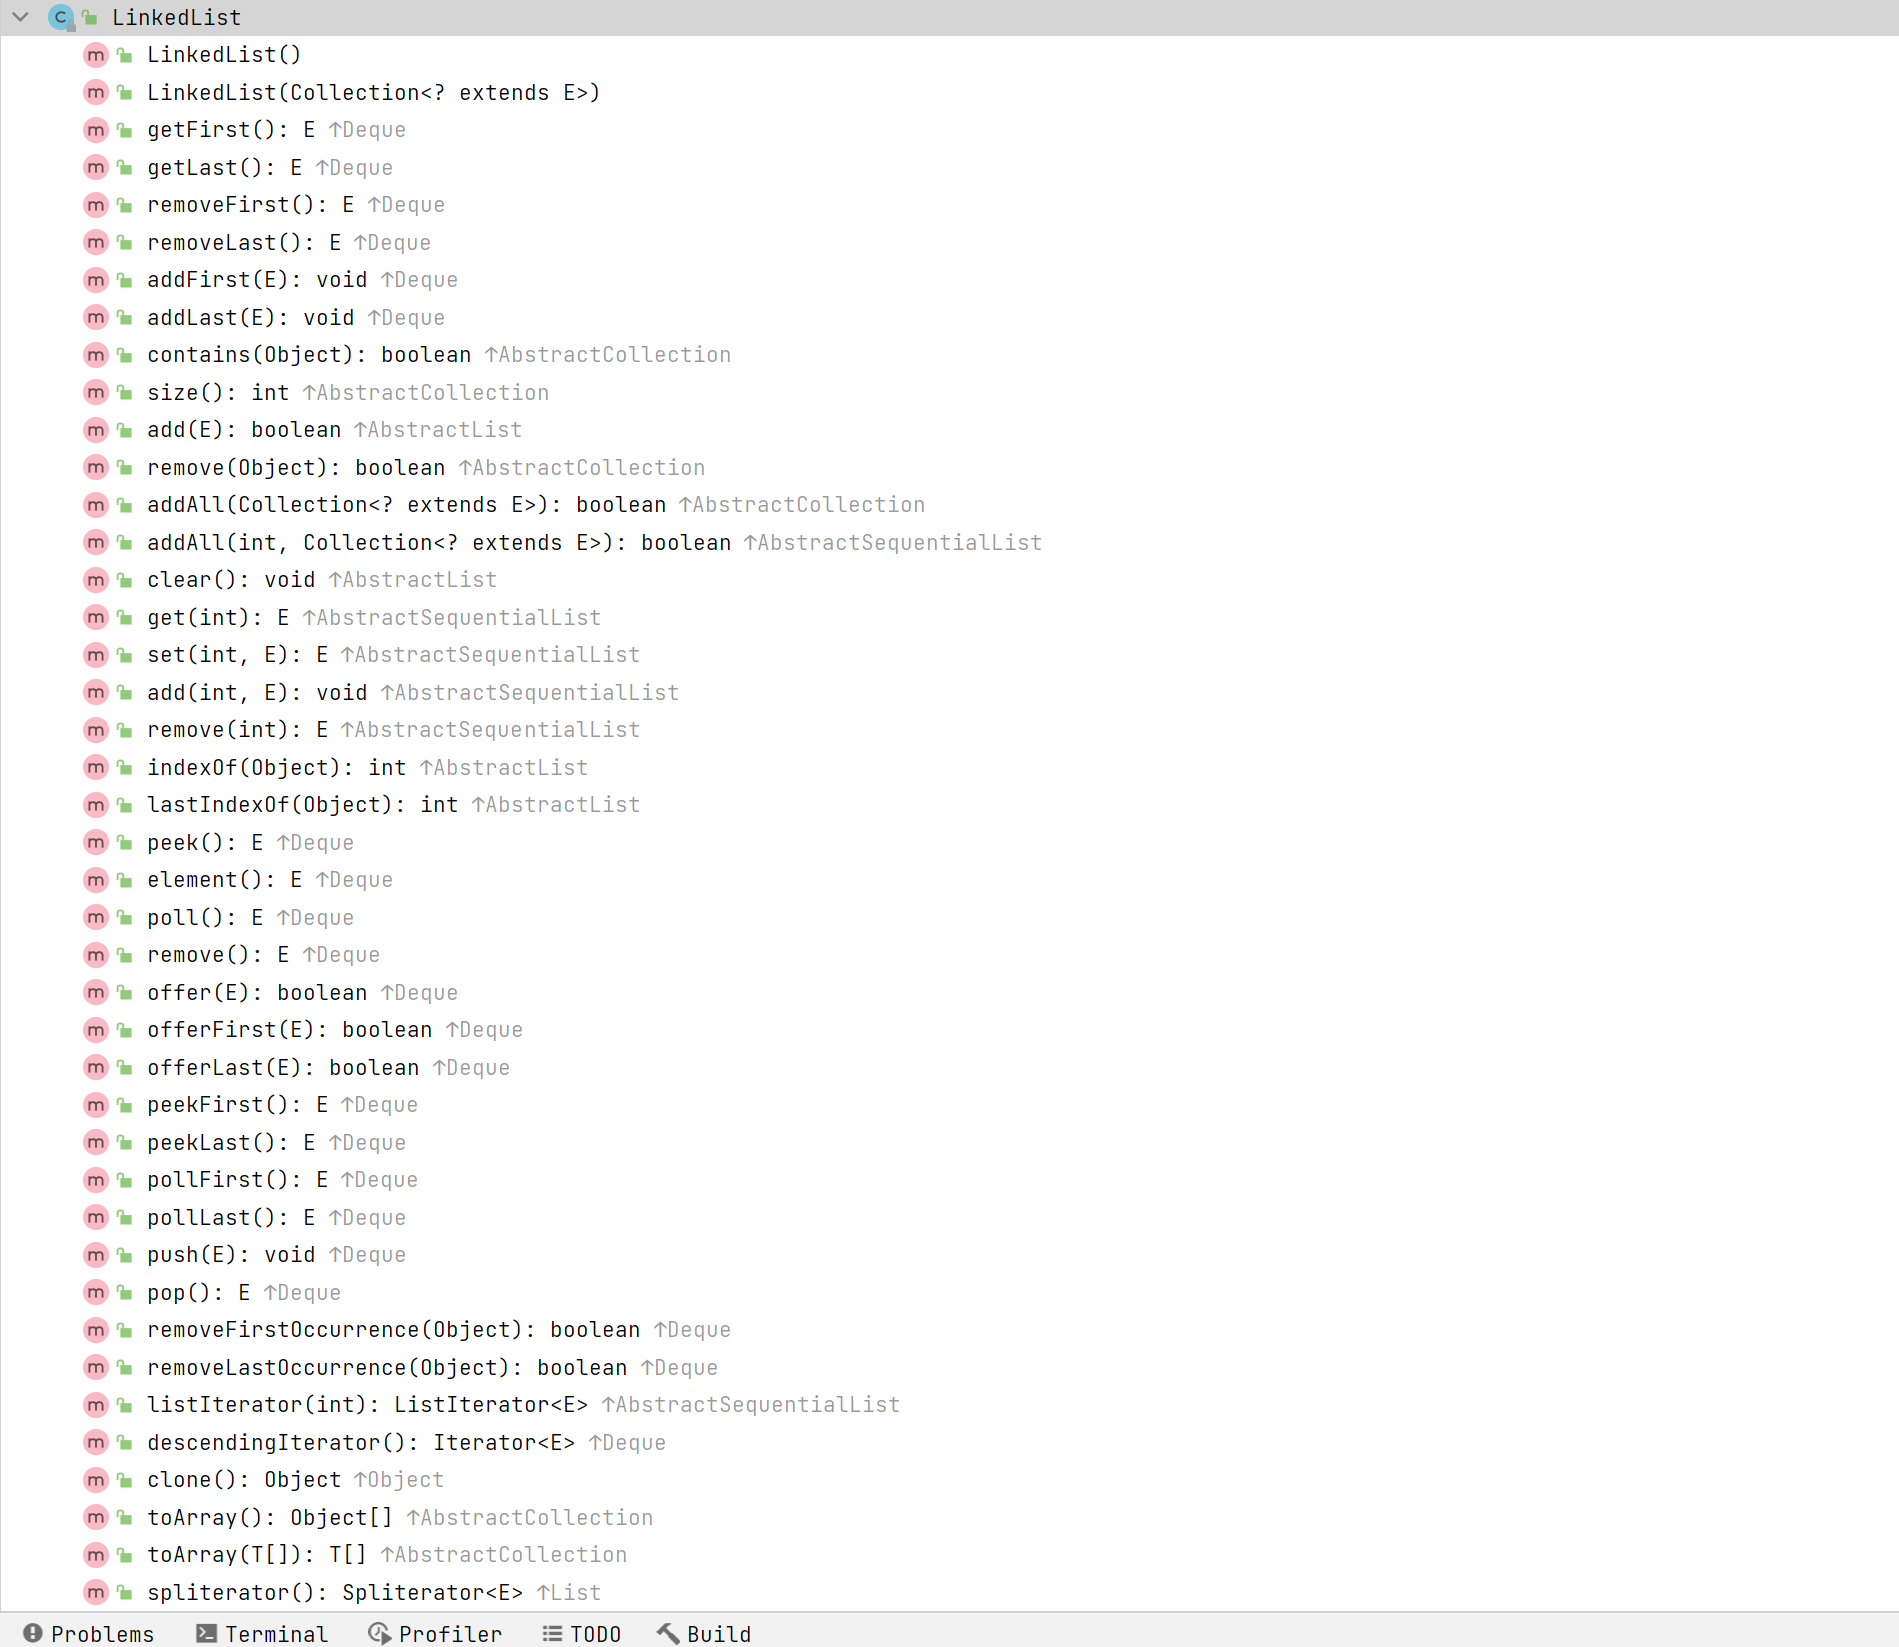 LinkedList
LinkedList()
LinkedList(Collection<? extends E>)
getFirst(): E ↑Deque
getLast(): E ↑Deque
removeFirst(): E ↑Deque
removeLast(): E ↑Deque
addFirst(E): void ↑Deque
addLast(E): void ↑Deque
contains(Object): boolean ↑AbstractCollection
size(): int ↑AbstractCollection
add(E): boolean ↑AbstractList
remove(Object): boolean ↑AbstractCollection
addAll(Collection<? extends E>): boolean ↑AbstractCollection
addAll(int, Collection<? extends E>): boolean ↑AbstractSequentialList
clear(): void ↑AbstractList
get(int): E ↑AbstractSequentialList
set(int, E): E ↑AbstractSequentialList
add(int, E): void ↑AbstractSequentialList
remove(int): E ↑AbstractSequentialList
indexOf(Object): int ↑AbstractList
lastIndexOf(Object): int ↑AbstractList
peek(): E ↑Deque
element(): E ↑Deque
poll(): E ↑Deque
remove(): E ↑Deque
offer(E): boolean ↑Deque
offerFirst(E): boolean ↑Deque
offerLast(E): boolean ↑Deque
peekFirst(): E ↑Deque
peekLast(): E ↑Deque
pollFirst(): E ↑Deque
pollLast(): E ↑Deque
push(E): void ↑Deque
pop(): E ↑Deque
removeFirstOccurrence(Object): boolean ↑Deque
removeLastOccurrence(Object): boolean ↑Deque
listIterator(int): ListIterator<E> ↑AbstractSequentialList
descendingIterator(): Iterator<E> ↑Deque
clone(): Object ↑Object
toArray(): Object[] ↑AbstractCollection
toArray(T[]): T[] ↑AbstractCollection
spliterator(): Spliterator<E> ↑List
Problems Terminal Profiler TODO Build